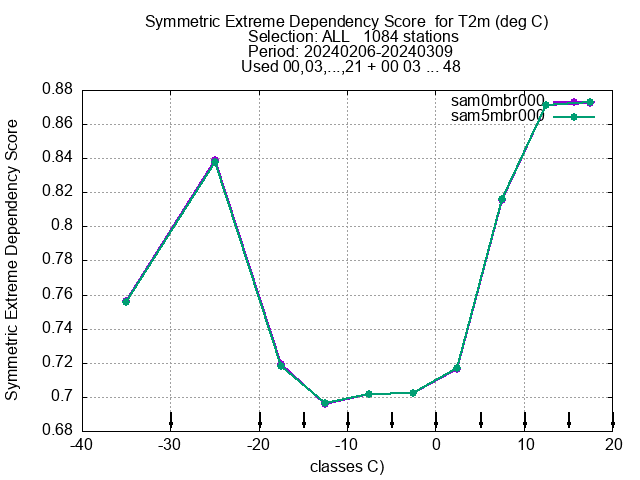 Symmetric Extreme Dependency Score  for T2m (deg C)
Selection: ALL   1084 stations
Period: 20240206-20240309
Used 00,03,...,21 + 00 03 ... 48
sam0mbr000
sam5mbr000
Symmetric Extreme Dependency Score
0.88
0.86
0.84
0.82
0.8
0.78
0.76
0.74
0.72
0.7
0.68
-40 -30 -20 -10 0 10 20
classes C)